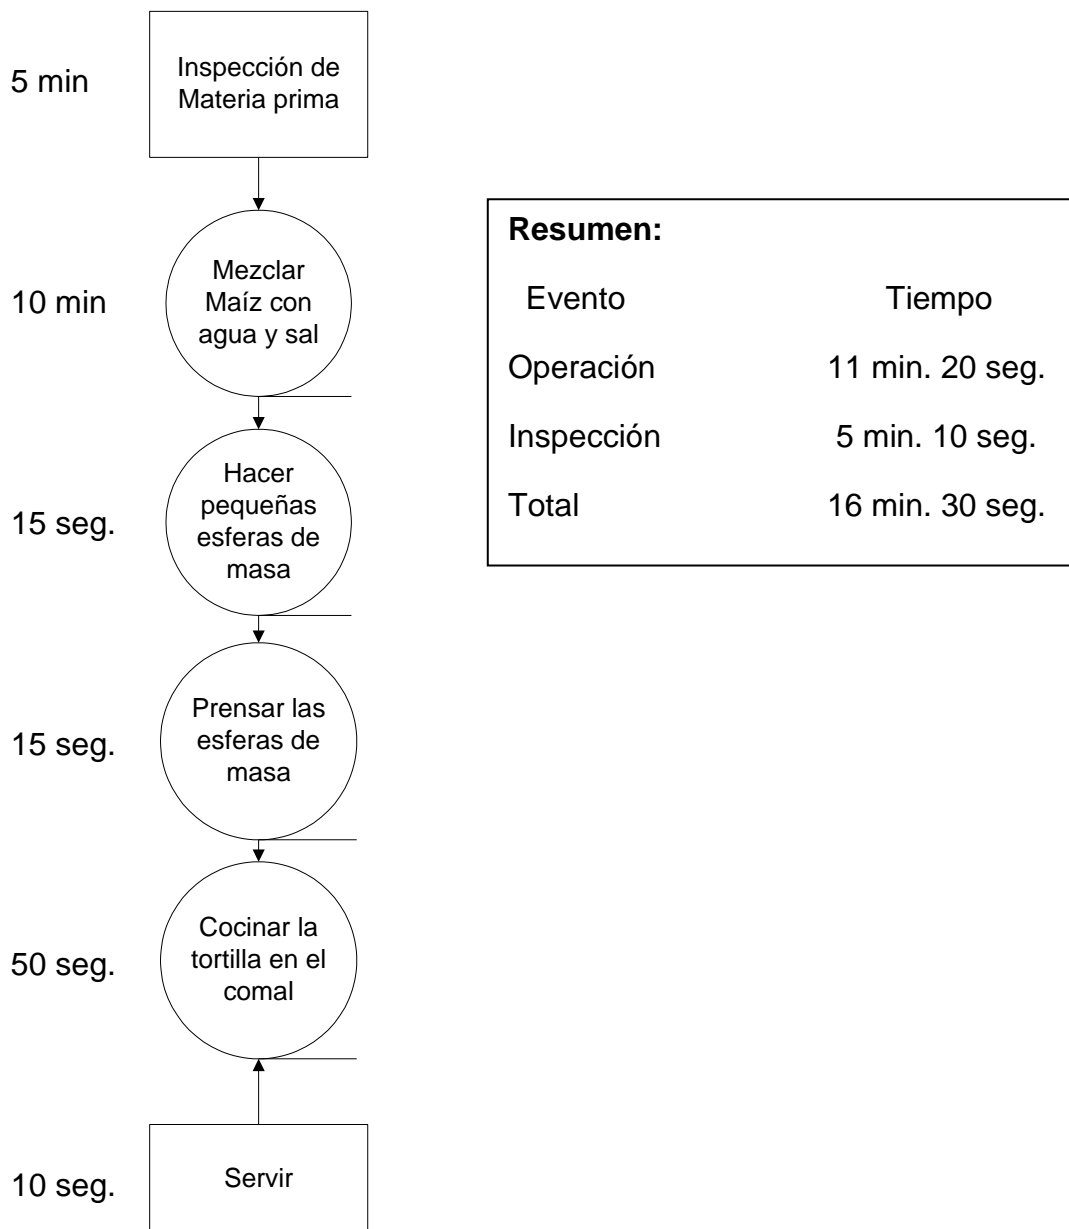 5 min
Inspección de
Materia prima
10 min
Mezclar
Maíz con
agua y sal
15 seg.
Hacer
pequeñas
esferas de
masa
15 seg.
Prensar las
esferas de
masa
50 seg.
Cocinar la
tortilla en el
comal
10 seg.
Servir
Resumen:
Evento Tiempo
Operación 11 min. 20 seg.
Inspección 5 min. 10 seg.
Total 16 min. 30 seg.